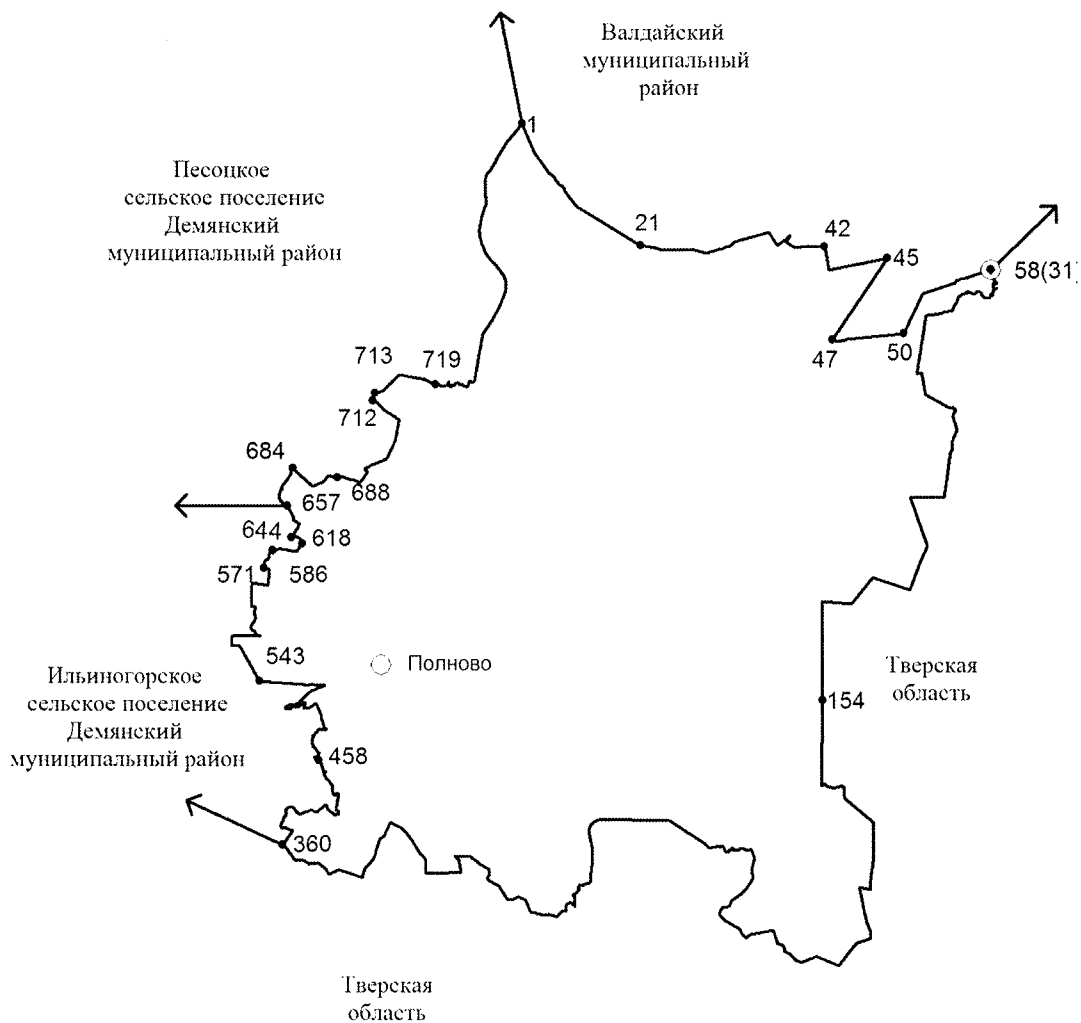 Валдайский
муниципальный
район
1
Песоцкое
сельское поселение
Демянский
муниципальный район
21
42
45
58(31)
47
50
713
719
712
684
688
657
644
618
571
586
543
Полново
Ильиногорское
сельское поселение
Демянский
муниципальный район
Тверская
область
154
458
360
Тверская
область